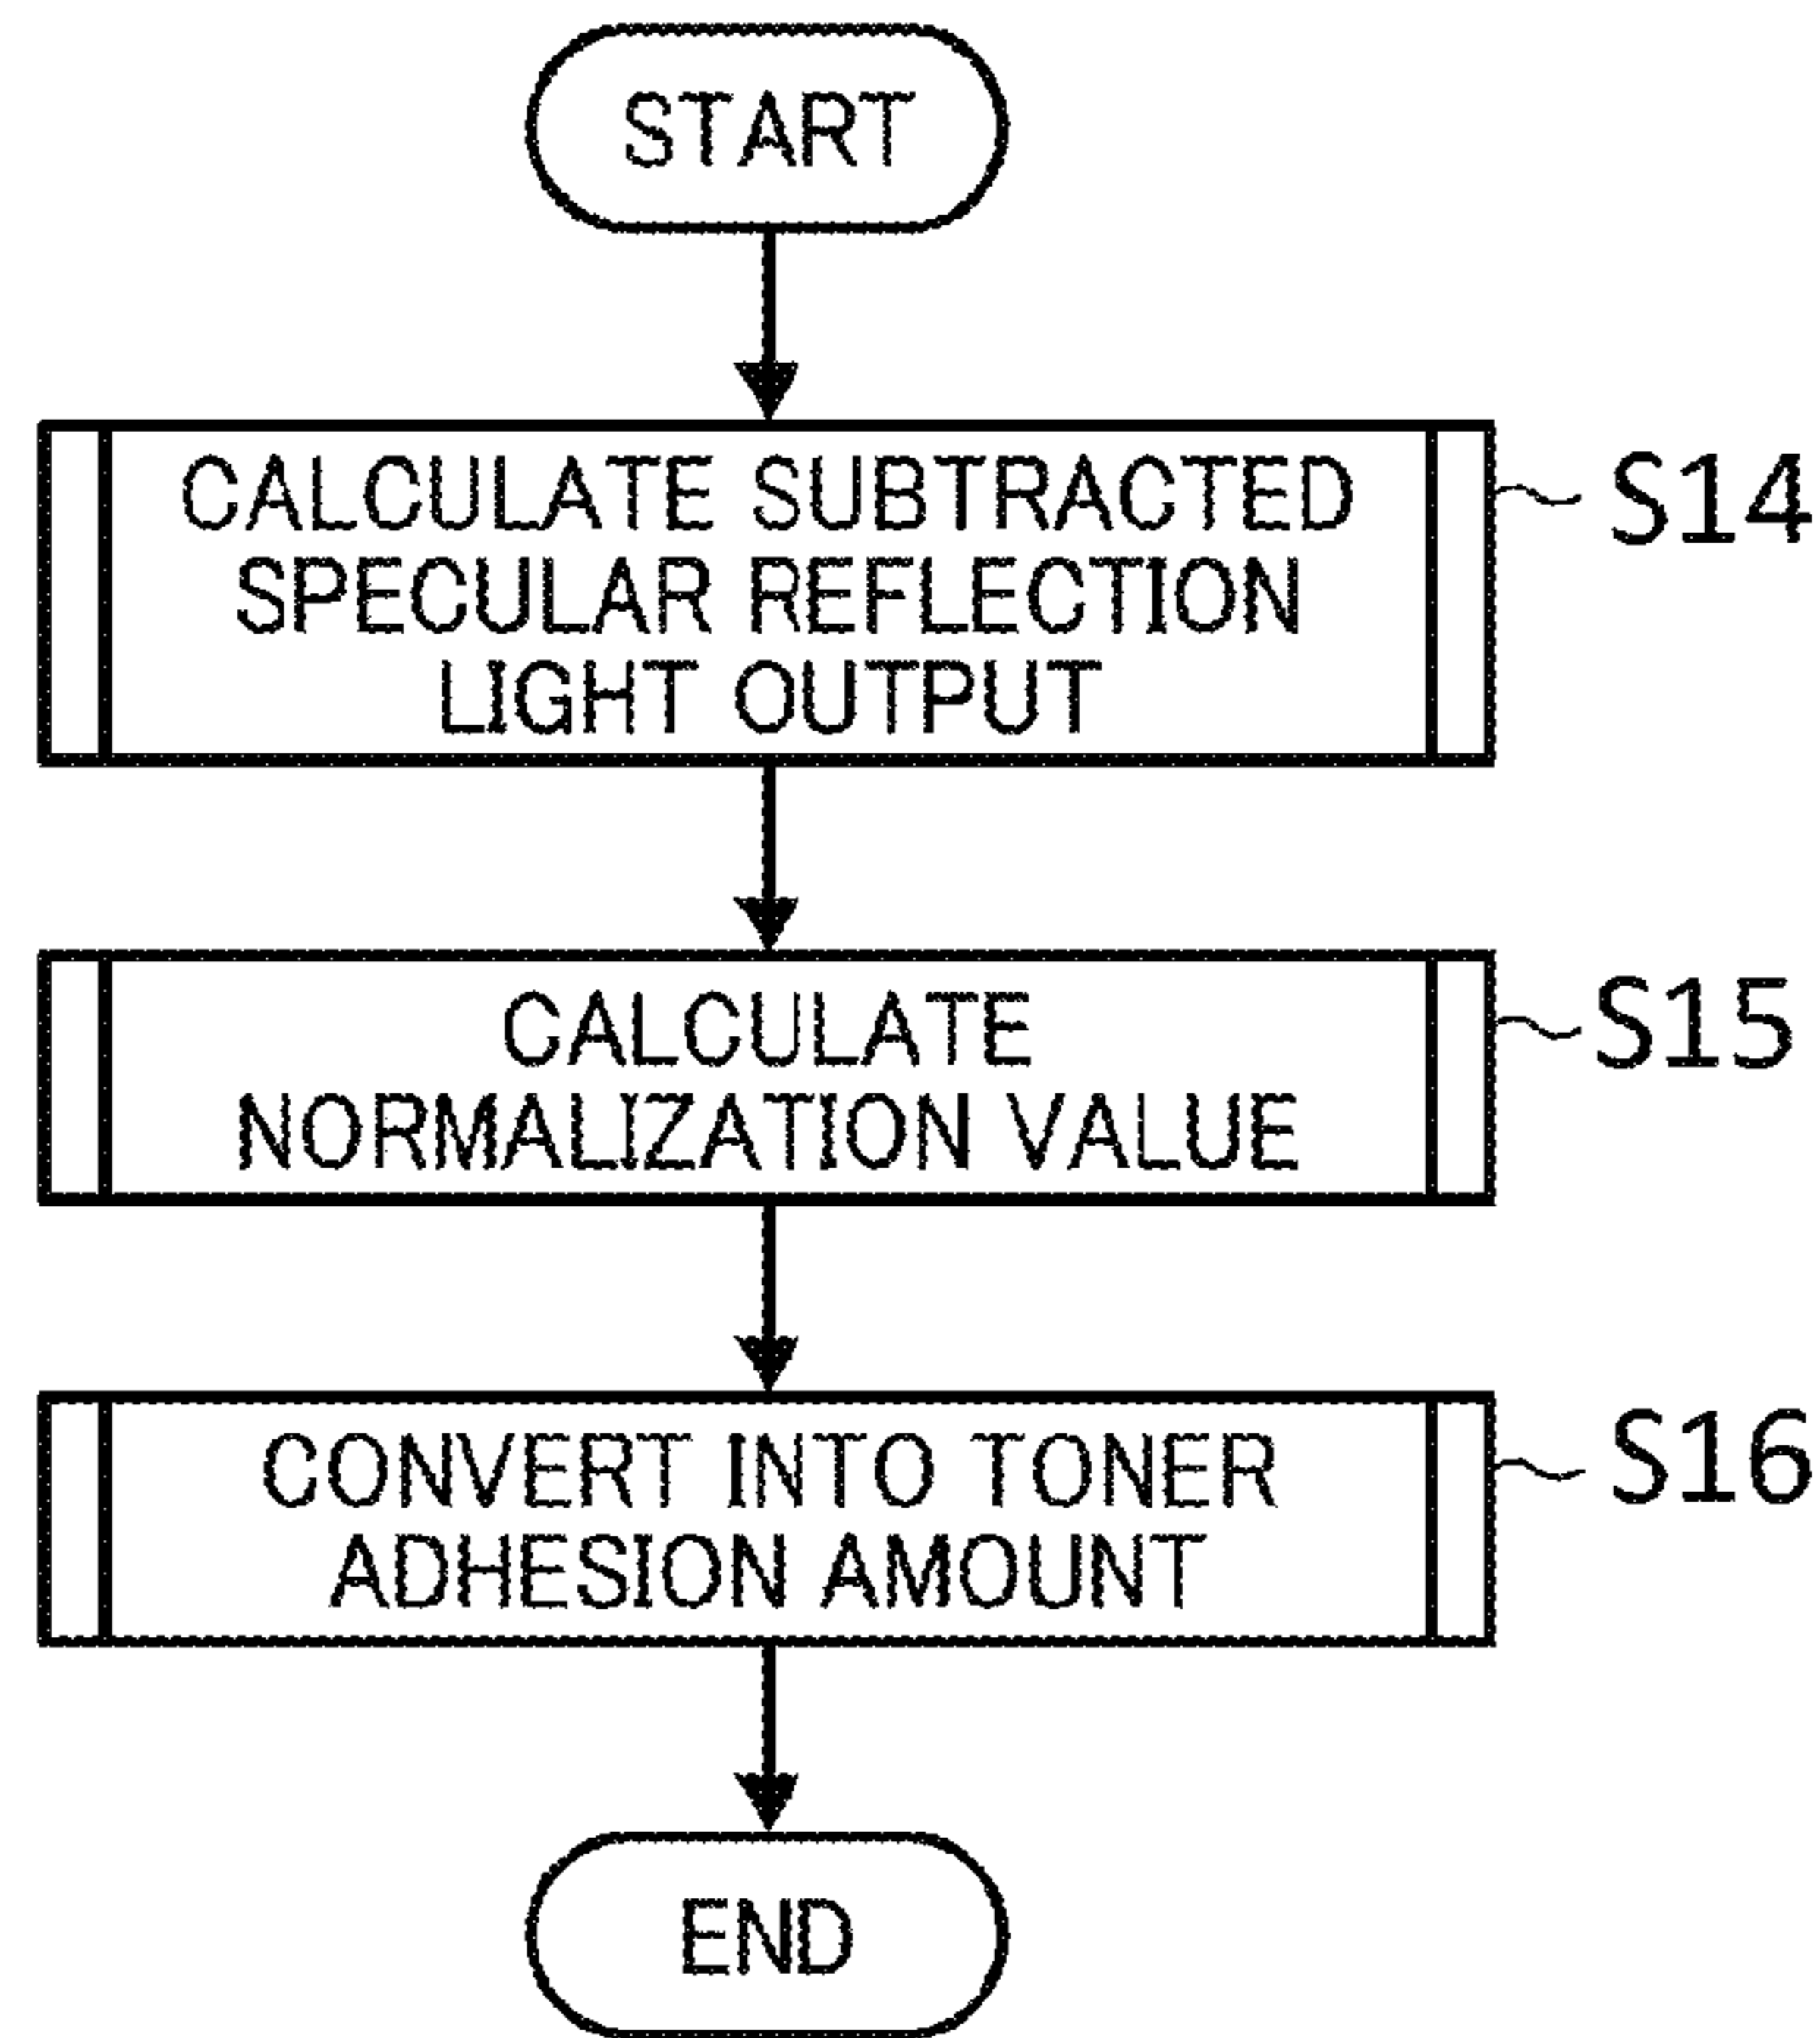 START
CALCULATE SUBTRACTED
SPECULAR REFLECTION
LIGHT OUTPUT
S14
CALCULATE
NORMALIZATION VALUE
S15
CONVERT INTO TONER
ADHESION AMOUNT
S16
END